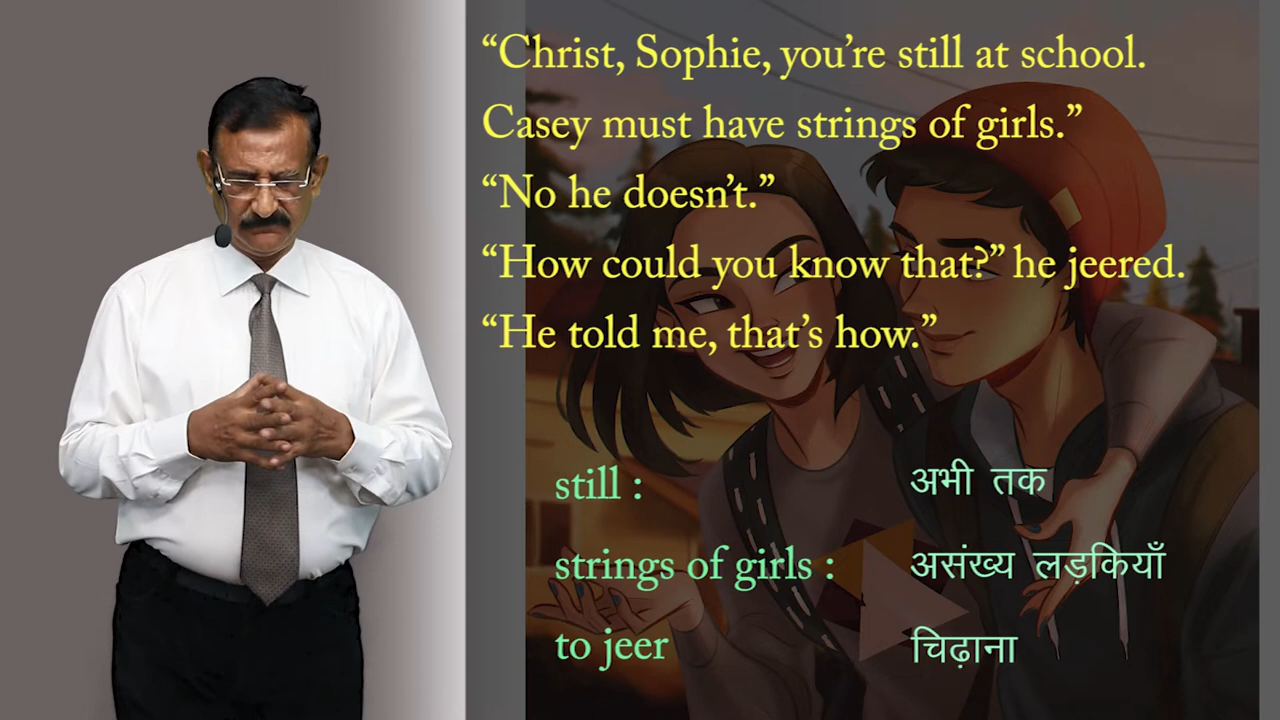 “Christ, Sophie, you’re still at school.
Casey must have strings of girls.”
“No he doesn’t.”
“How could you know that?” he jeered.
“He told me, that’s how.”
still : अभी तक
strings of girls : असंख्य लड़कियाँ
to jeer चिढ़ाना